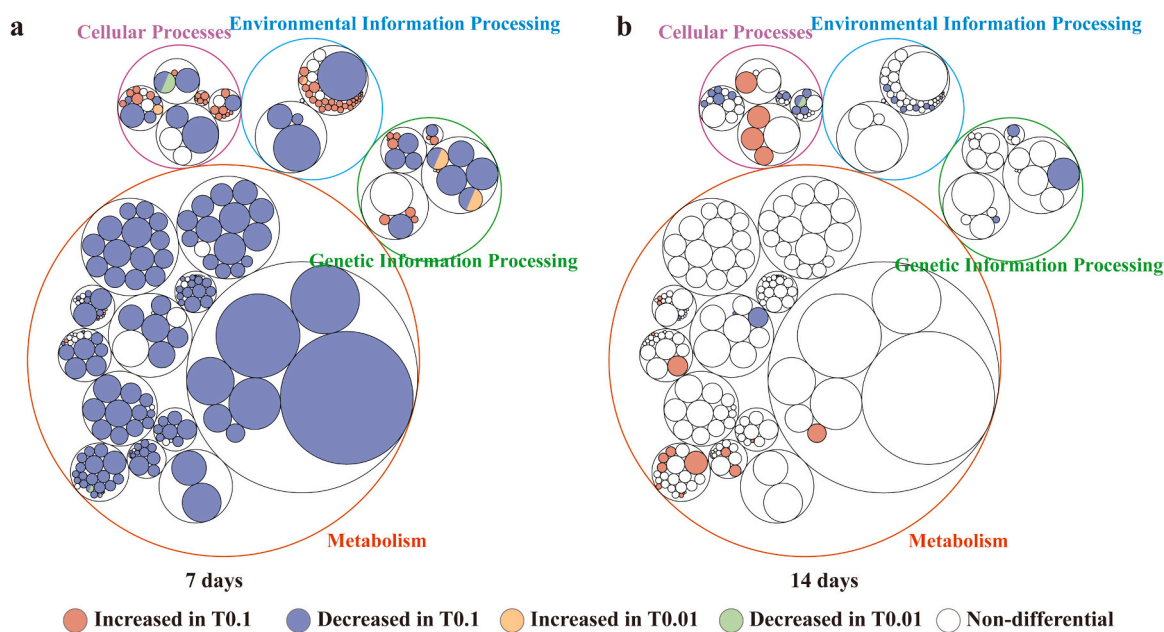 a
Environmental Information Processing
Cellular Processes
Genetic Information Processing
Metabolism
7 days
b
Environmental Information Processing
Cellular Processes
Genetic Information Processing
Metabolism
14 days
Increased in T0.1
Decreased in T0.1
Increased in T0.01
Decreased in T0.01
Non-differential